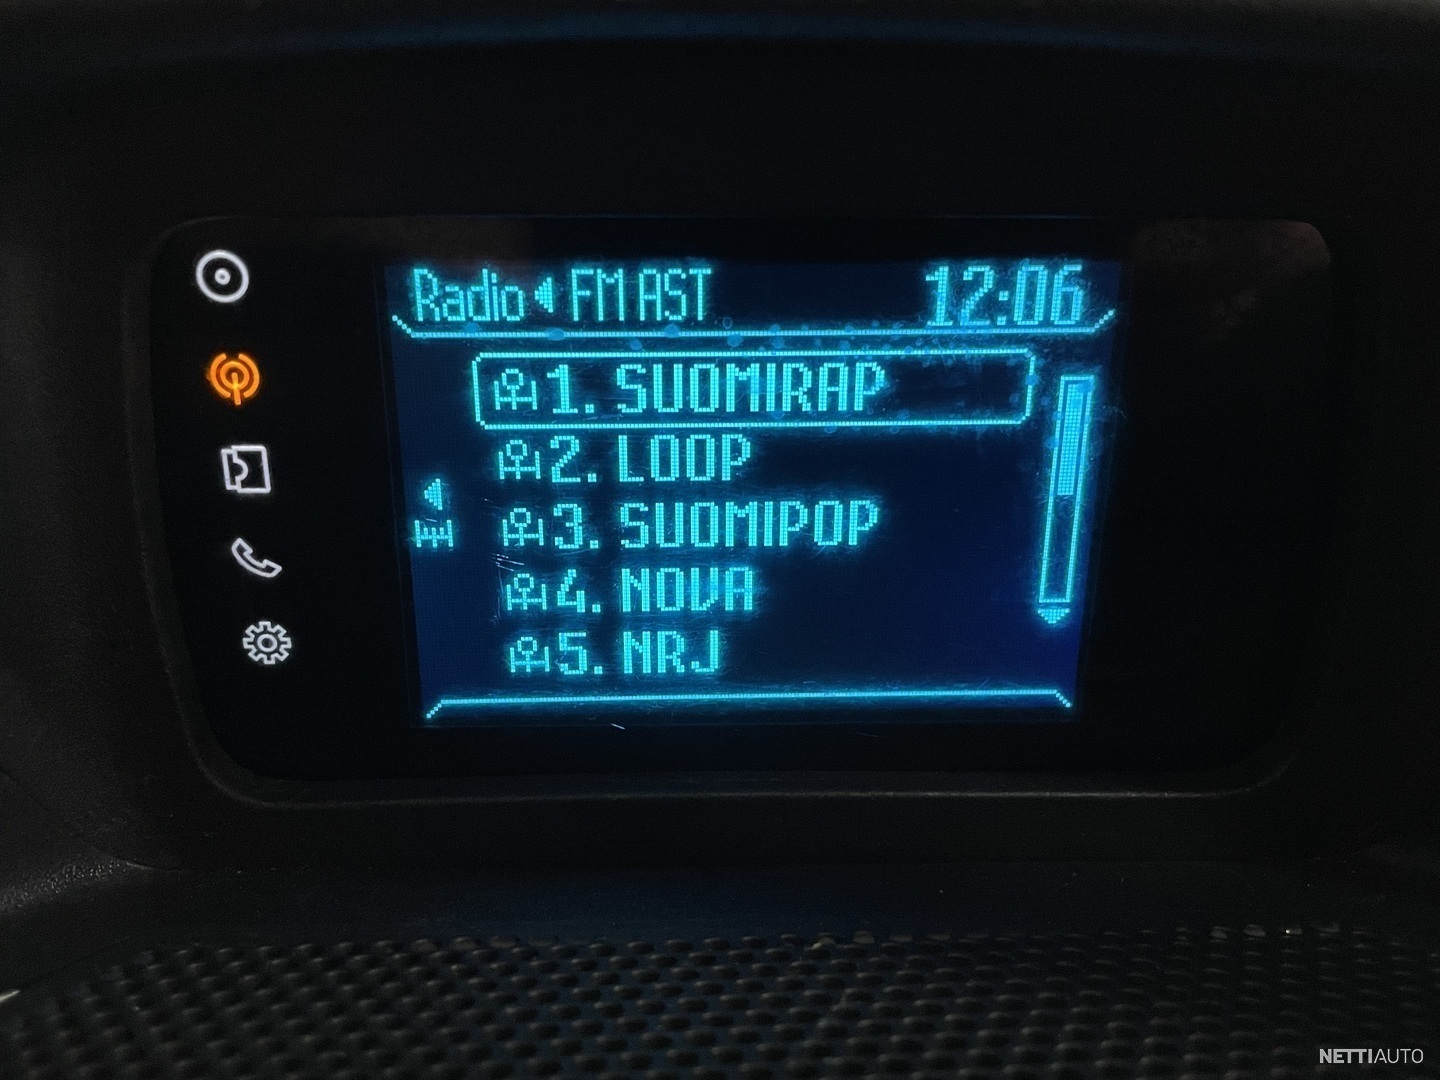 Radio FM AST 12:06
1. SUOMIRAP
2. LOOP
3. SUOMIPOP
4. NOVA
5. NRJ
NETTIAUTO